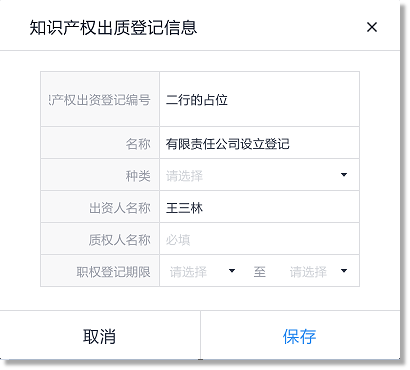 知识产权出质登记信息
产权出资登记编号 二行的占位
名称 有限责任公司设立登记
种类 请选择
出资人名称 王三林
质权人名称 必填
职权登记期限 请选择 至 请选择
取消 保存